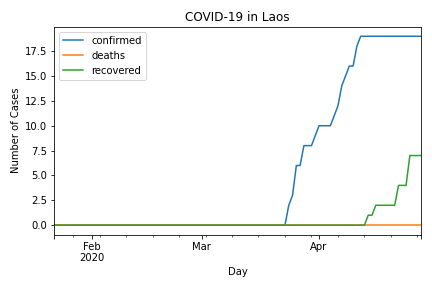 COVID-19 in Laos
confirmed
deaths
recovered
Number of Cases
17.5
15.0
12.5
10.0
7.5
5.0
2.5
0.0
Feb
2020
Mar
Apr
Day